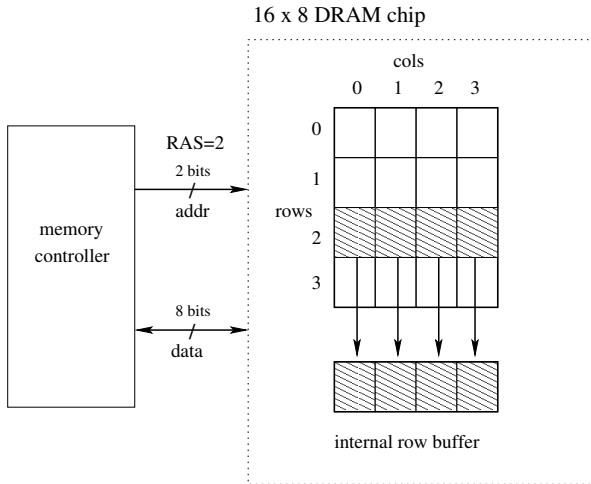 16 x 8 DRAM chip
cols
0 1 2 3
RAS=2
2 bits
addr
memory
controller
8 bits
data
rows
0
1
2
3
internal row buffer